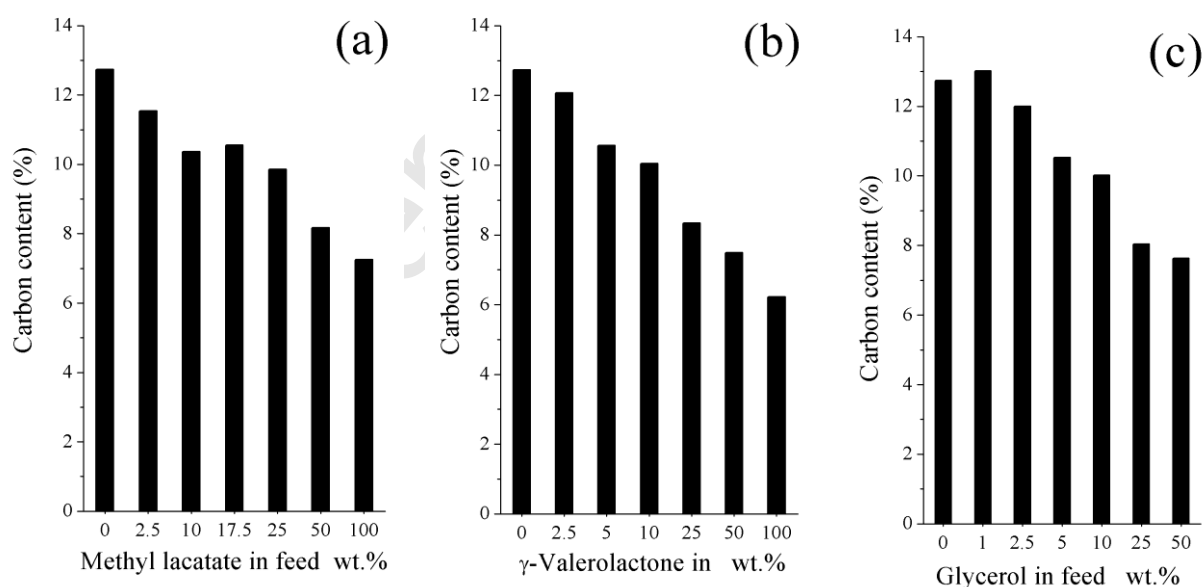 (a)
14
12
10
8
6
4
2
0
Carbon content (%)
0 2.5 10 17.5 25 50 100
Methyl lacatate in feed wt.%
(b)
14
12
10
8
6
4
2
0
Carbon content (%)
0 2.5 5 10 25 50 100
γ-Valerolactone in wt.%
(c)
14
12
10
8
6
4
2
0
Carbon content (%)
0 1 2.5 5 10 25 50
Glycerol in feed wt.%